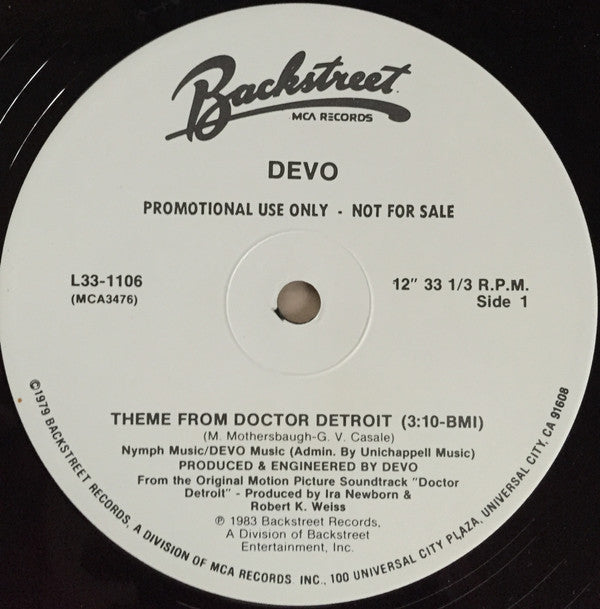 Backstreet
MCA RECORDS
DEVO
PROMOTIONAL USE ONLY - NOT FOR SALE
L33-1106
(MCA3476)
12" 33 1/3 R.P.M.
Side 1
THEME FROM DOCTOR DETROIT (3:10-BMI)
(M. Mothersbaugh-G. V. Casale)
Nymph Music/DEVO Music (Admin. By Unichappell Music)
PRODUCED & ENGINEERED BY DEVO
From the Original Motion Picture Soundtrack "Doctor
Detroit" - Produced by Ira Newborn &
Robert K. Weiss
℗ 1983 Backstreet Records,
A Division of Backstreet
Entertainment, Inc.
©1979 BACKSTREET RECORDS, A DIVISION OF MCA RECORDS INC., 100 UNIVERSAL CITY PLAZA, UNIVERSAL CITY, CA 91608